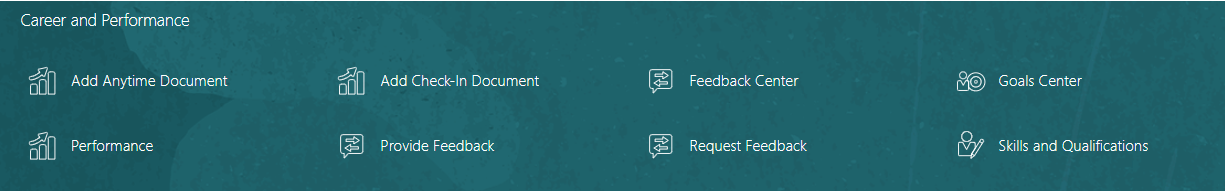 Career and Performance
Add Anytime Document
Add Check-In Document
Feedback Center
Goals Center
Performance
Provide Feedback
Request Feedback
Skills and Qualifications